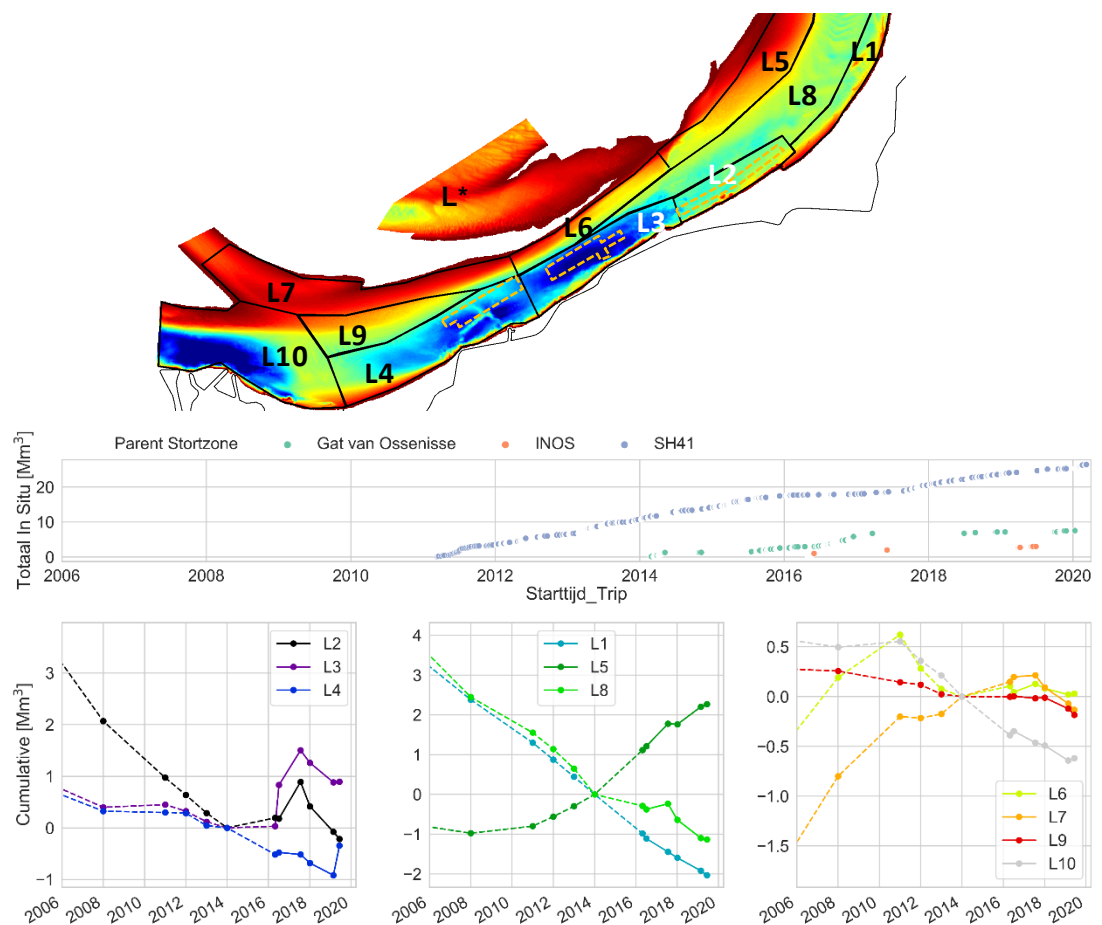 L5
L1
L8
L*
L2
L3
L6
L7
L9
L10
L4
Parent Stortzone Gat van Ossenisse INOS SH41
Totaal In Situ [Mm³]
20
10
0
2006 2008 2010 2012 2014 2016 2018 2020
Starttijd_Trip
Cumulative [Mm³]
3
2
1
0
−1
L2
L3
L4
2006 2008 2010 2012 2014 2016 2018 2020
4
3
2
1
0
−1
−2
L1
L5
L8
2006 2008 2010 2012 2014 2016 2018 2020
0.5
0.0
−0.5
−1.0
−1.5
L6
L7
L9
L10
2006 2008 2010 2012 2014 2016 2018 2020